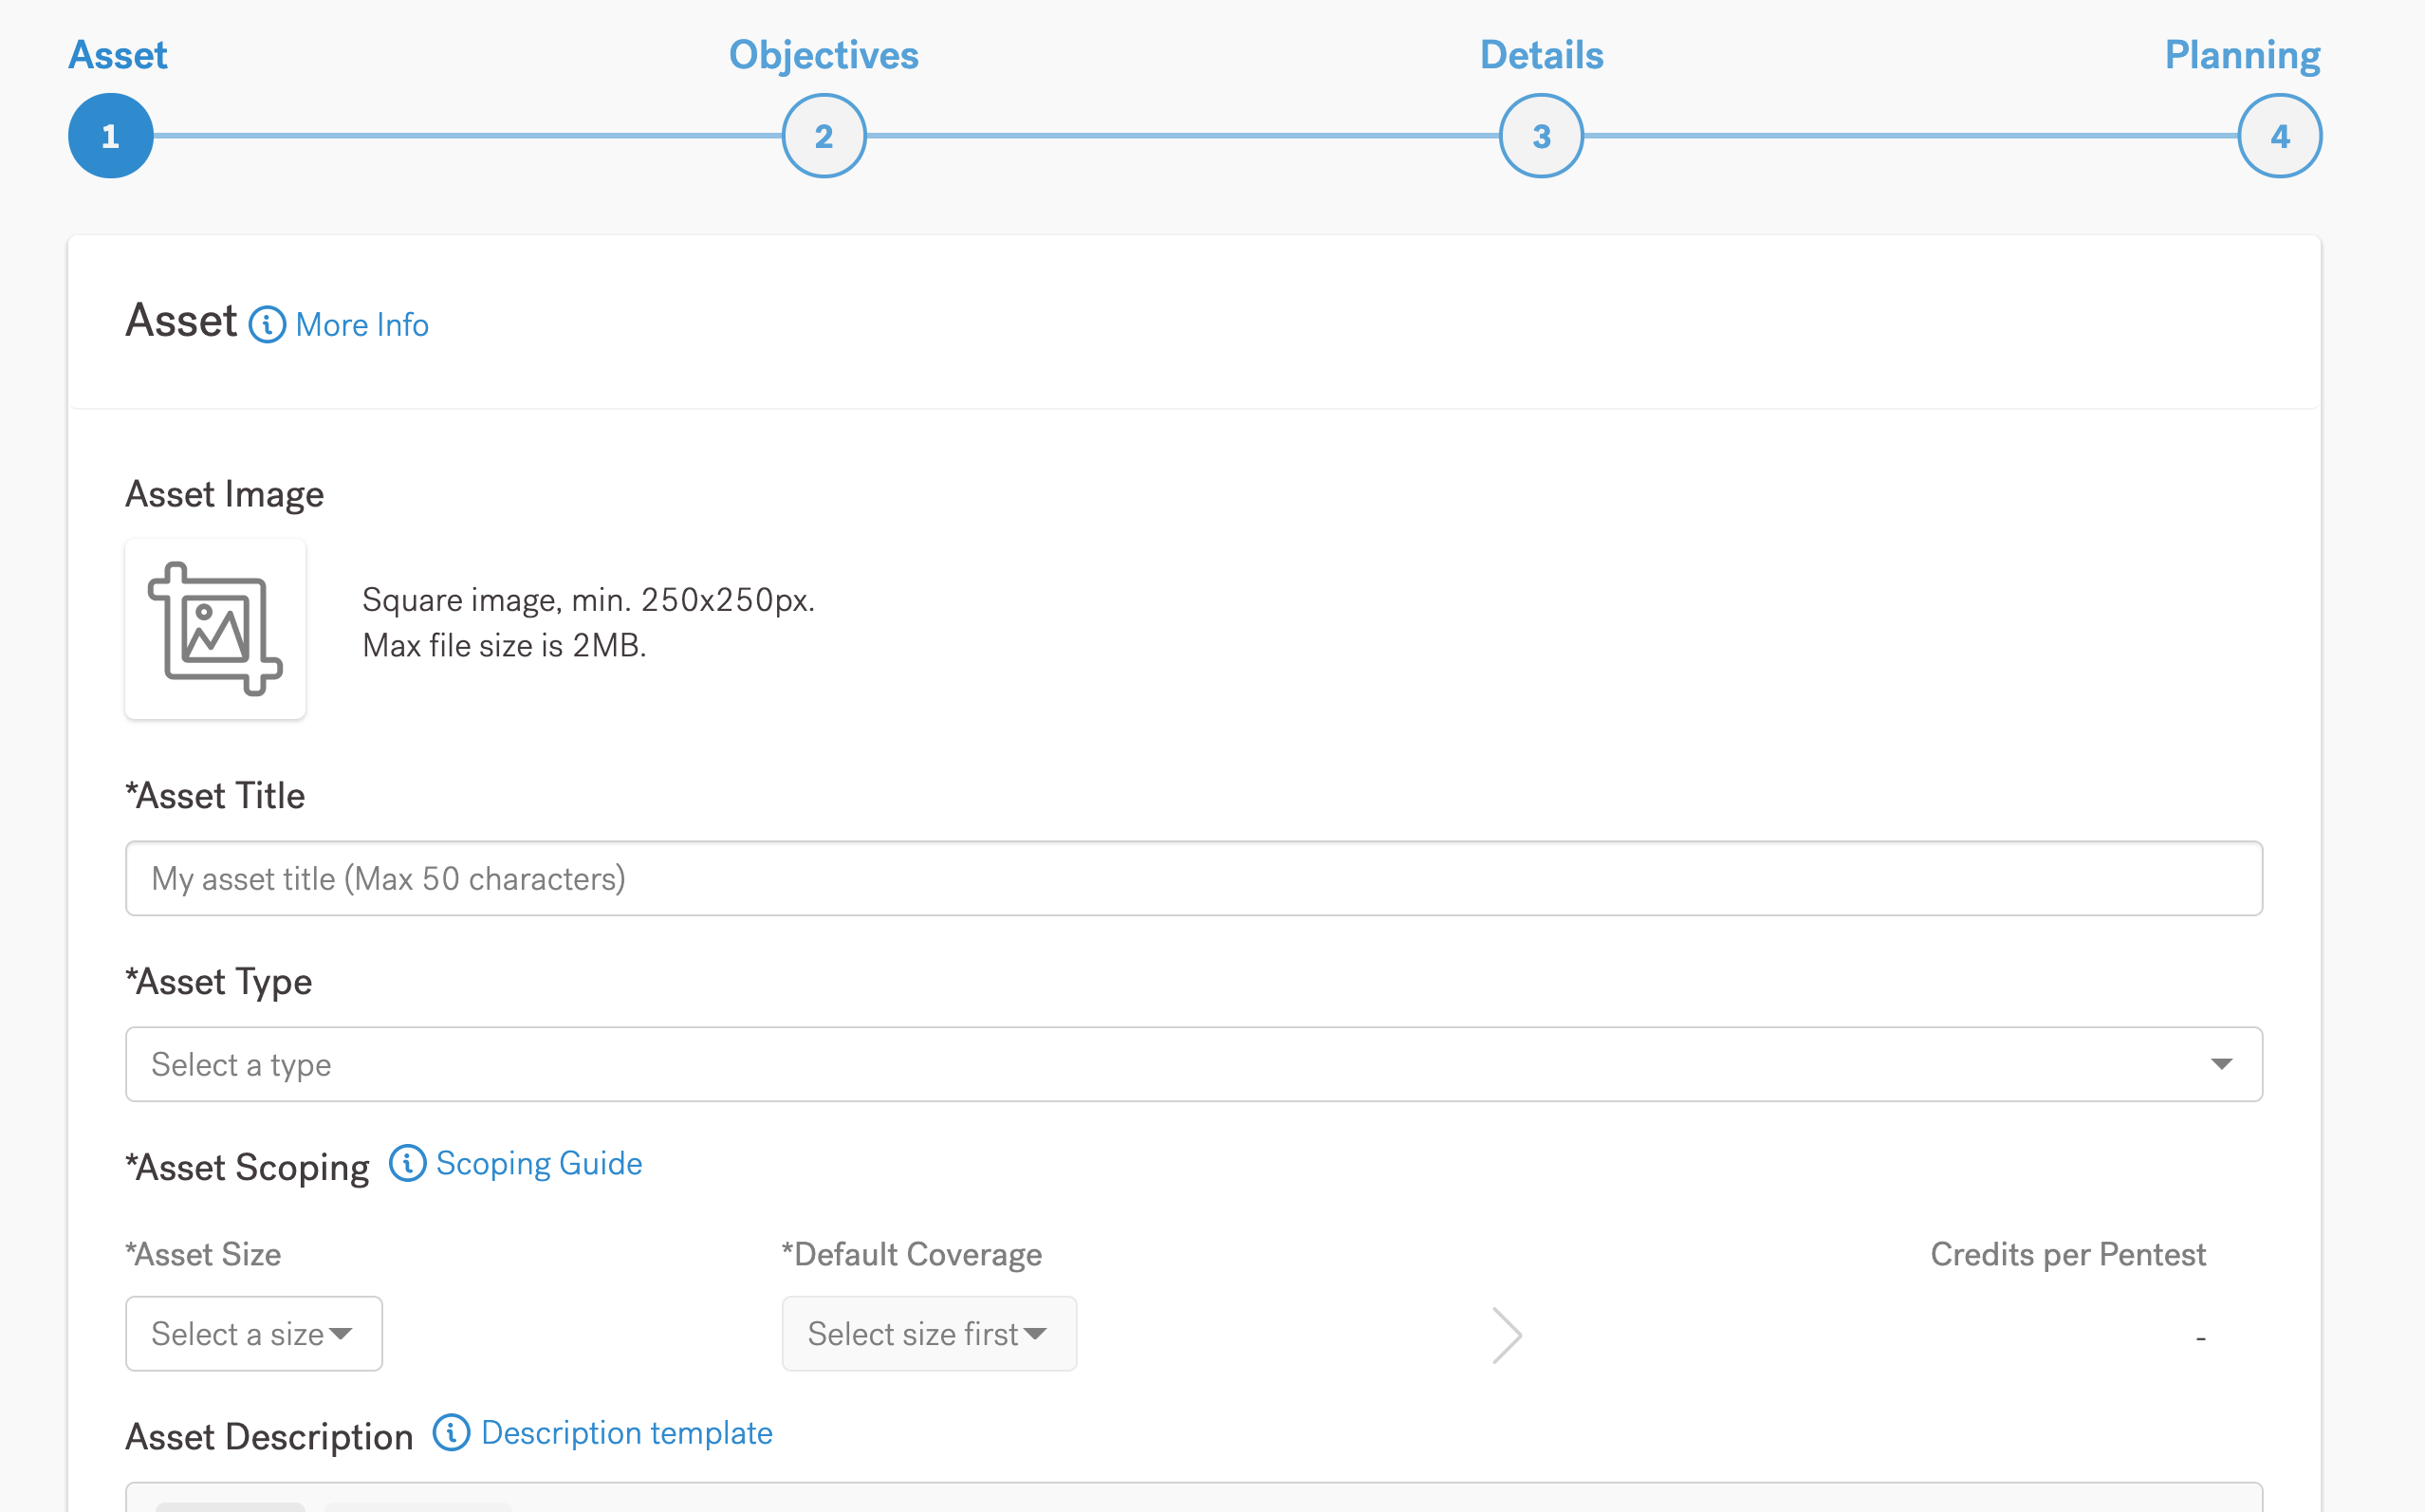 Asset
Objectives
Details
Planning
1
2
3
4
Asset More Info
Asset Image
Square image, min. 250x250px.
Max file size is 2MB.
*Asset Title
My asset title (Max 50 characters)
*Asset Type
Select a type
*Asset Scoping Scoping Guide
*Asset Size
*Default Coverage
Credits per Pentest
Select a size
Select size first
-
Asset Description Description template